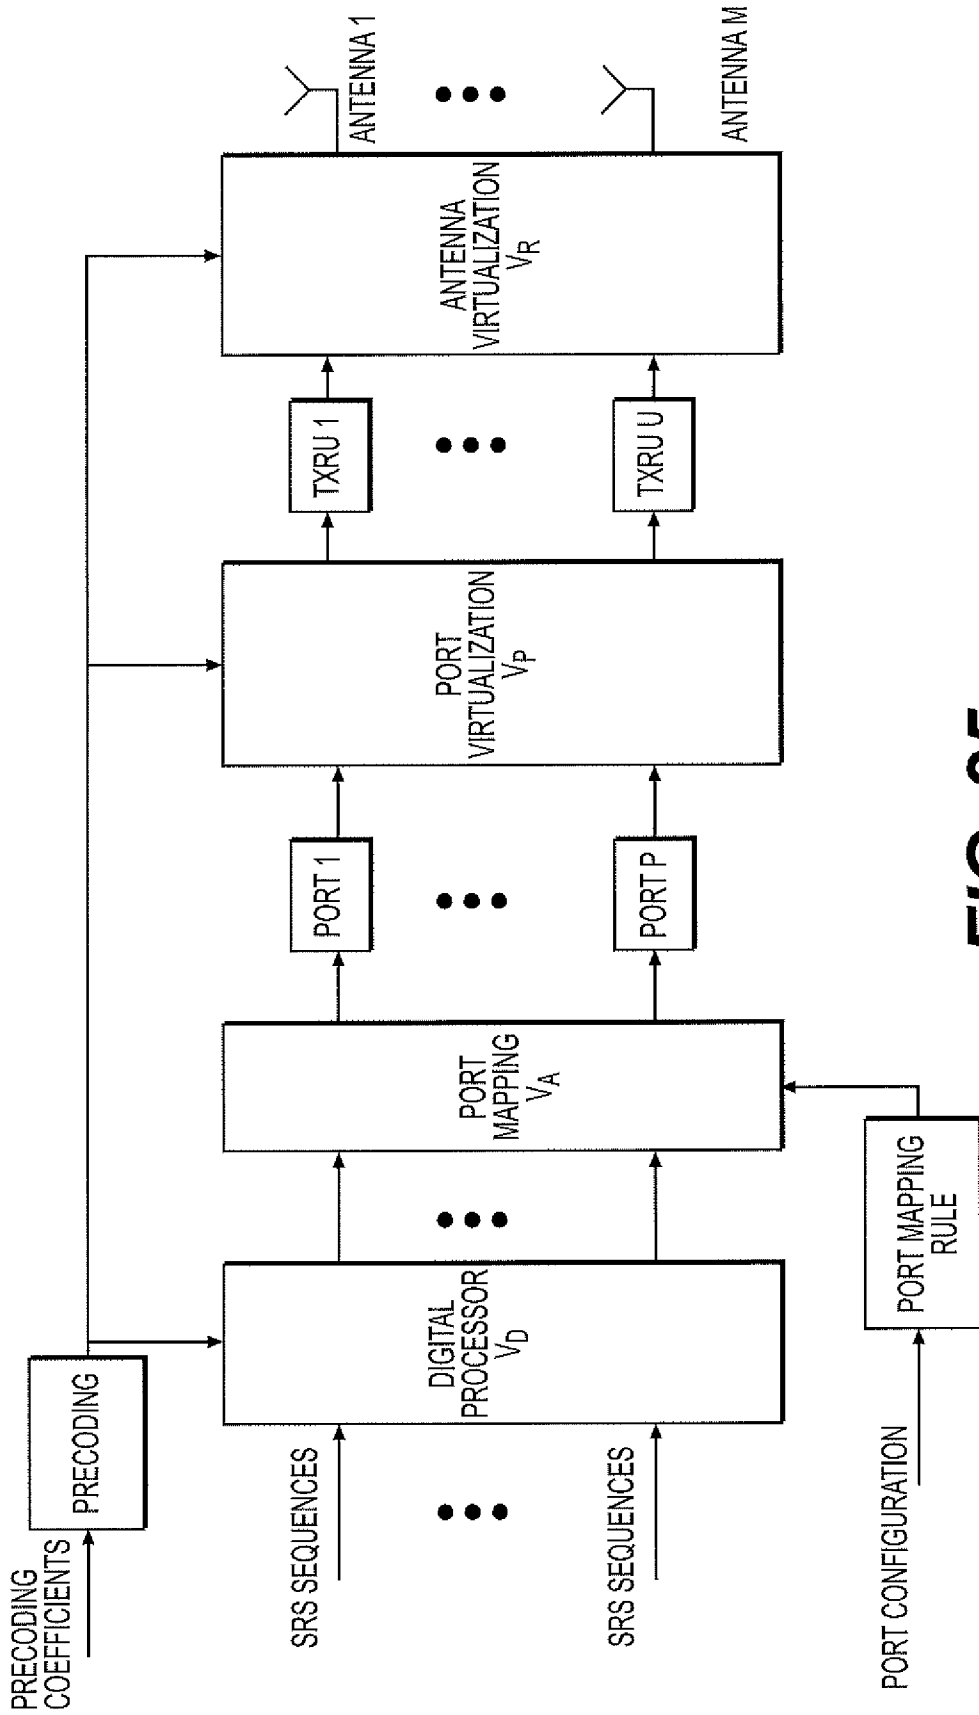 PRECODING
COEFFICIENTS
PRECODING
SRS SEQUENCES
SRS SEQUENCES
DIGITAL
PROCESSOR
V_D
PORT
MAPPING
V_A
PORT 1
PORT P
PORT
VIRTUALIZATION
V_P
TXRU 1
TXRU U
ANTENNA
VIRTUALIZATION
V_R
ANTENNA 1
ANTENNA M
PORT CONFIGURATION
PORT MAPPING
RULE
FIG